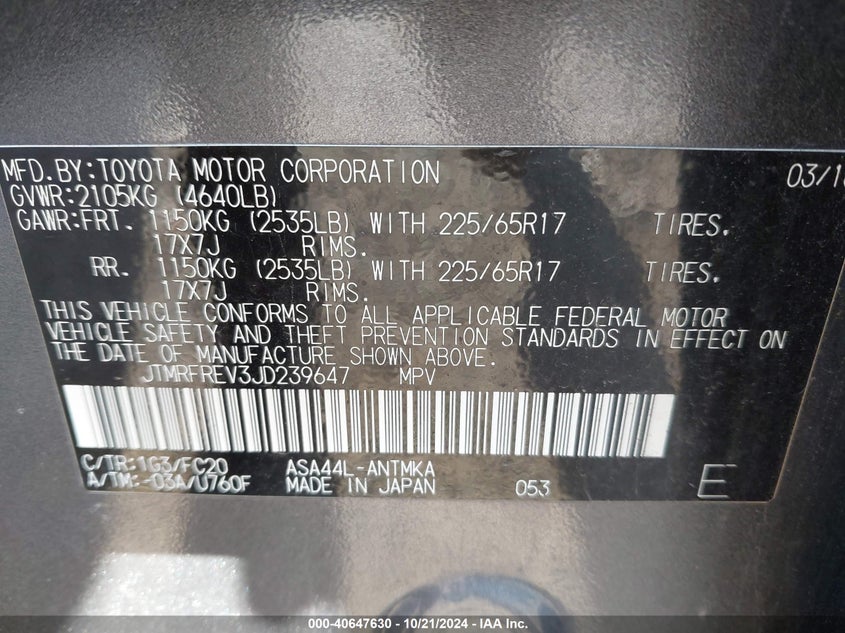 MFD.BY:TOYOTA MOTOR CORPORATION 03/18
GVWR:2105KG (4640LB)
GAWR:FRT. 1150KG (2535LB) WITH 225/65R17 TIRES.
17X7J RIMS.
RR. 1150KG (2535LB) WITH 225/65R17 TIRES.
17X7J RIMS.
THIS VEHICLE CONFORMS TO ALL APPLICABLE FEDERAL MOTOR
VEHICLE SAFETY AND THEFT PREVENTION STANDARDS IN EFFECT ON
THE DATE OF MANUFACTURE SHOWN ABOVE.
JTMRFREV3JD239647 MPV
C/TR:1G3/FC20 ASA44L-ANTMKA
A/TM:-03A/U760F MADE IN JAPAN 053 E
000-40647630 - 10/21/2024 - IAA Inc.